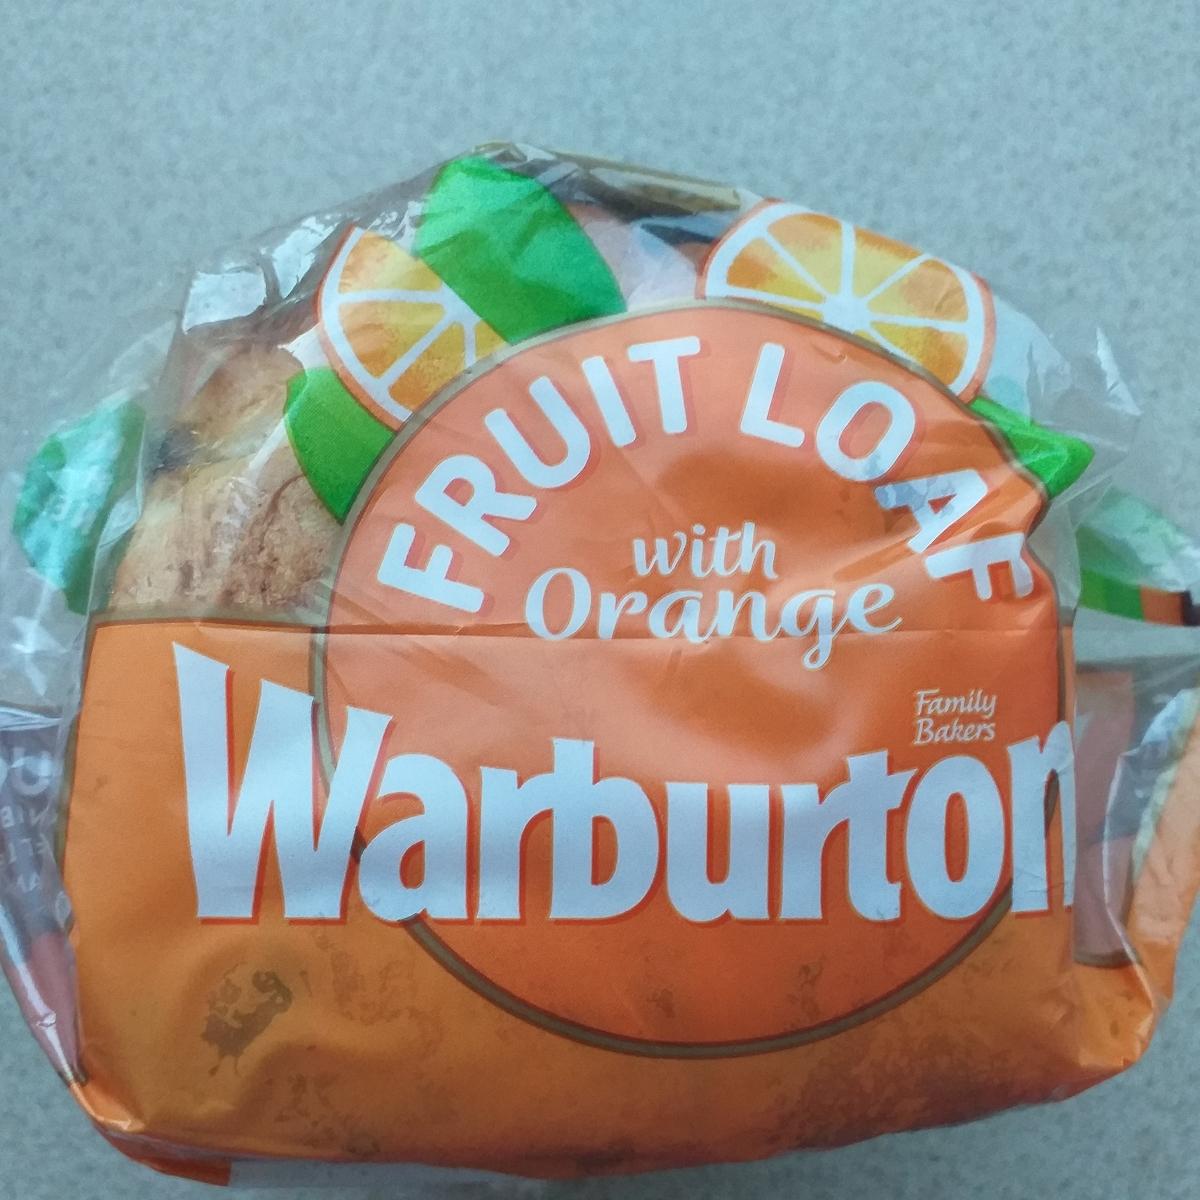 FRUIT LOAF
with
Orange
Family
Bakers
Warburton